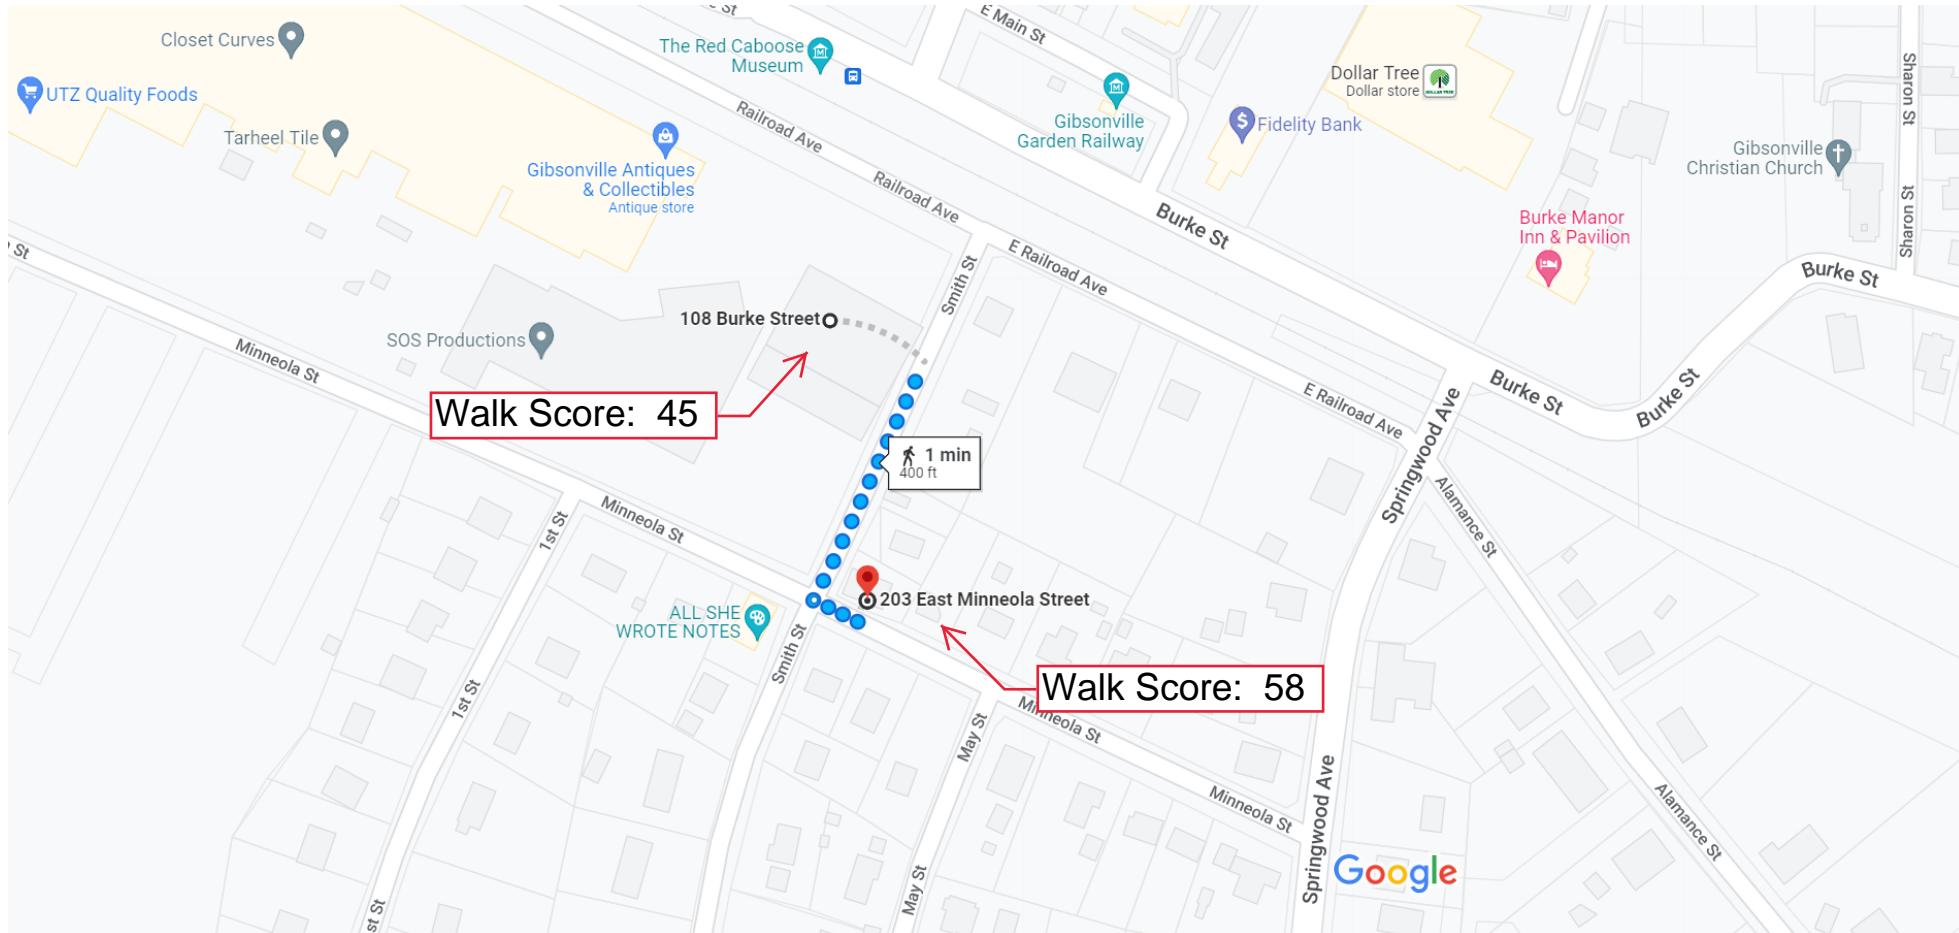 E Main St
Closet Curves
The Red Caboose
Museum
UTZ Quality Foods
Dollar Tree
Dollar store
DOLLAR TREE
Sharon St
Railroad Ave
Gibsonville
Garden Railway
Fidelity Bank
Tarheel Tile
Gibsonville
Christian Church
Gibsonville Antiques
& Collectibles
Antique store
Railroad Ave
Sharon St
Burke St
Burke Manor
Inn & Pavilion
St
E Railroad Ave
Burke St
Smith St
108 Burke Street
SOS Productions
Minneola St
Walk Score: 45
E Railroad Ave
Burke St
Burke St
1 min
400 ft
Springwood Ave
Minneola St
1st St
Alamance St
203 East Minneola Street
ALL SHE
WROTE NOTES
Smith St
Walk Score: 58
1st St
Minneola St
May St
Minneola St
Springwood Ave
Alamance St
Google
May St
st St